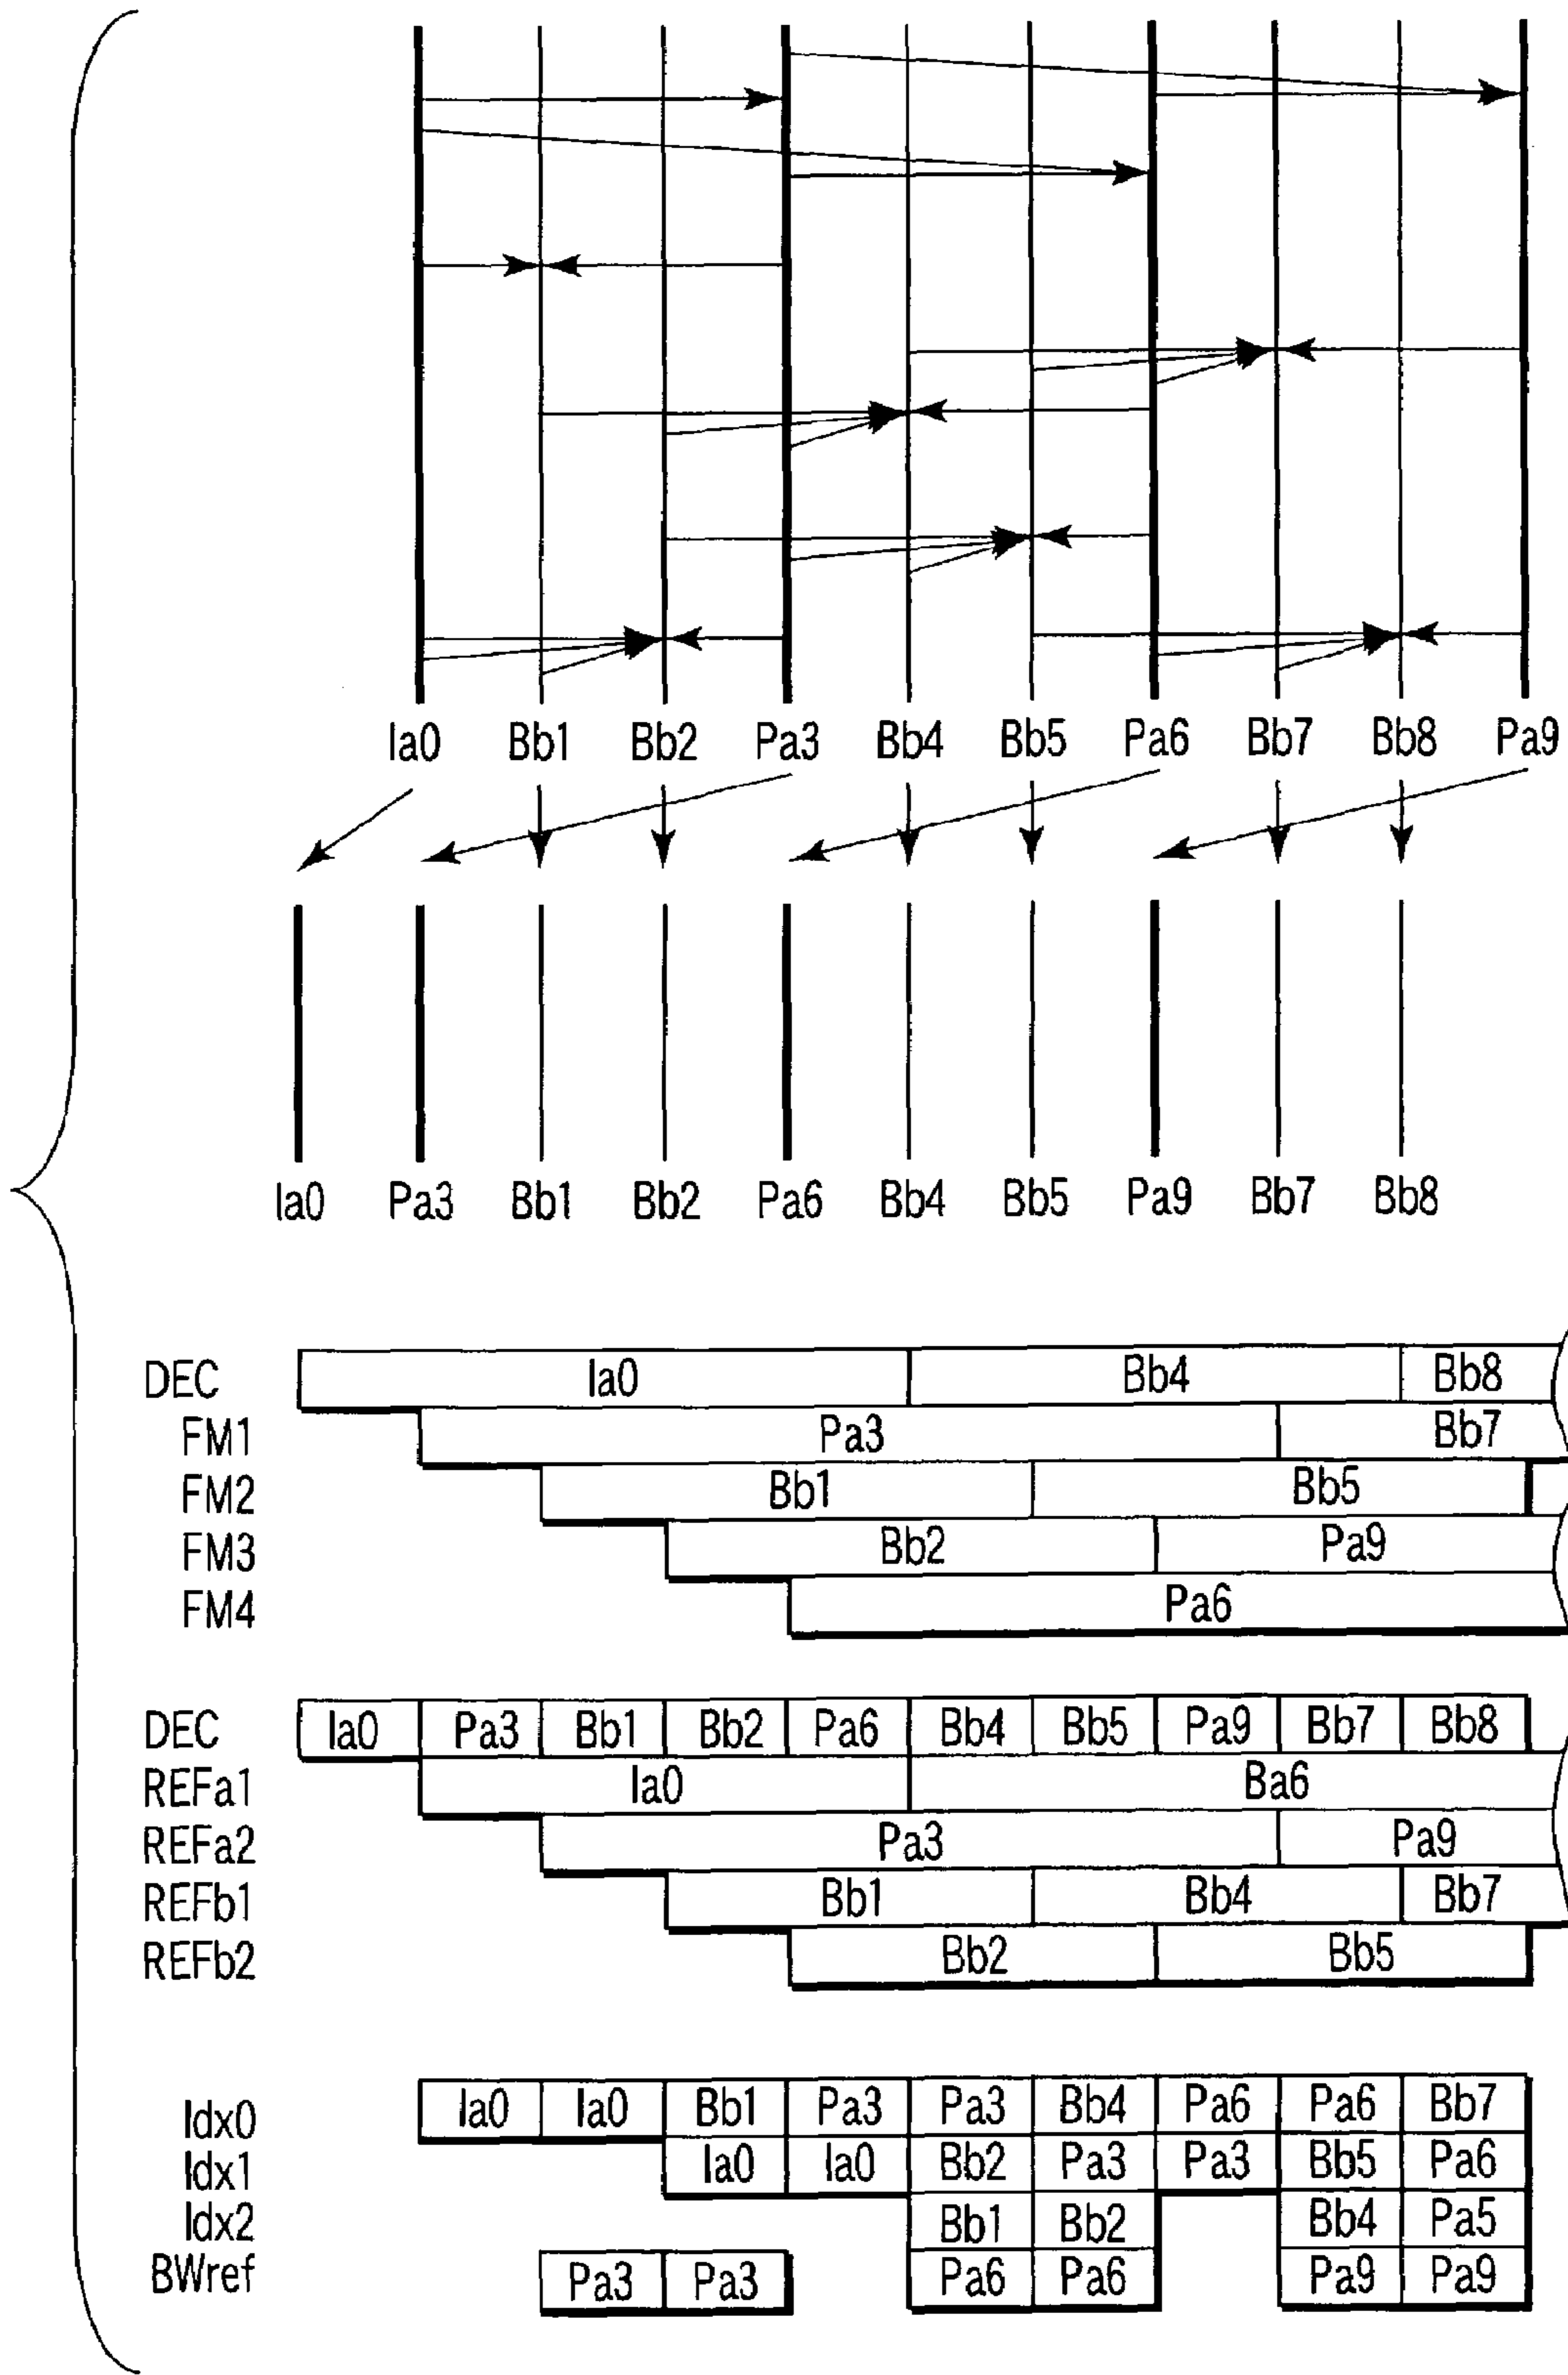 Ia0 Bb1 Bb2 Pa3 Bb4 Bb5 Pa6 Bb7 Bb8 Pa9
Ia0 Pa3 Bb1 Bb2 Pa6 Bb4 Bb5 Pa9 Bb7 Bb8
DEC Ia0 Bb4 Bb8
FM1 Pa3 Bb7
FM2 Bb1 Bb5
FM3 Bb2 Pa9
FM4 Pa6
DEC Ia0 Pa3 Bb1 Bb2 Pa6 Bb4 Bb5 Pa9 Bb7 Bb8
REFa1 Ia0 Ba6
REFa2 Pa3 Pa9
REFb1 Bb1 Bb4 Bb7
REFb2 Bb2 Bb5
Idx0 Ia0 Ia0 Bb1 Pa3 Pa3 Bb4 Pa6 Pa6 Bb7
Idx1 Ia0 Ia0 Bb2 Pa3 Pa3 Bb5 Pa6
Idx2 Bb1 Bb2 Bb4 Pa5
BWref Pa3 Pa3 Pa6 Pa6 Pa9 Pa9